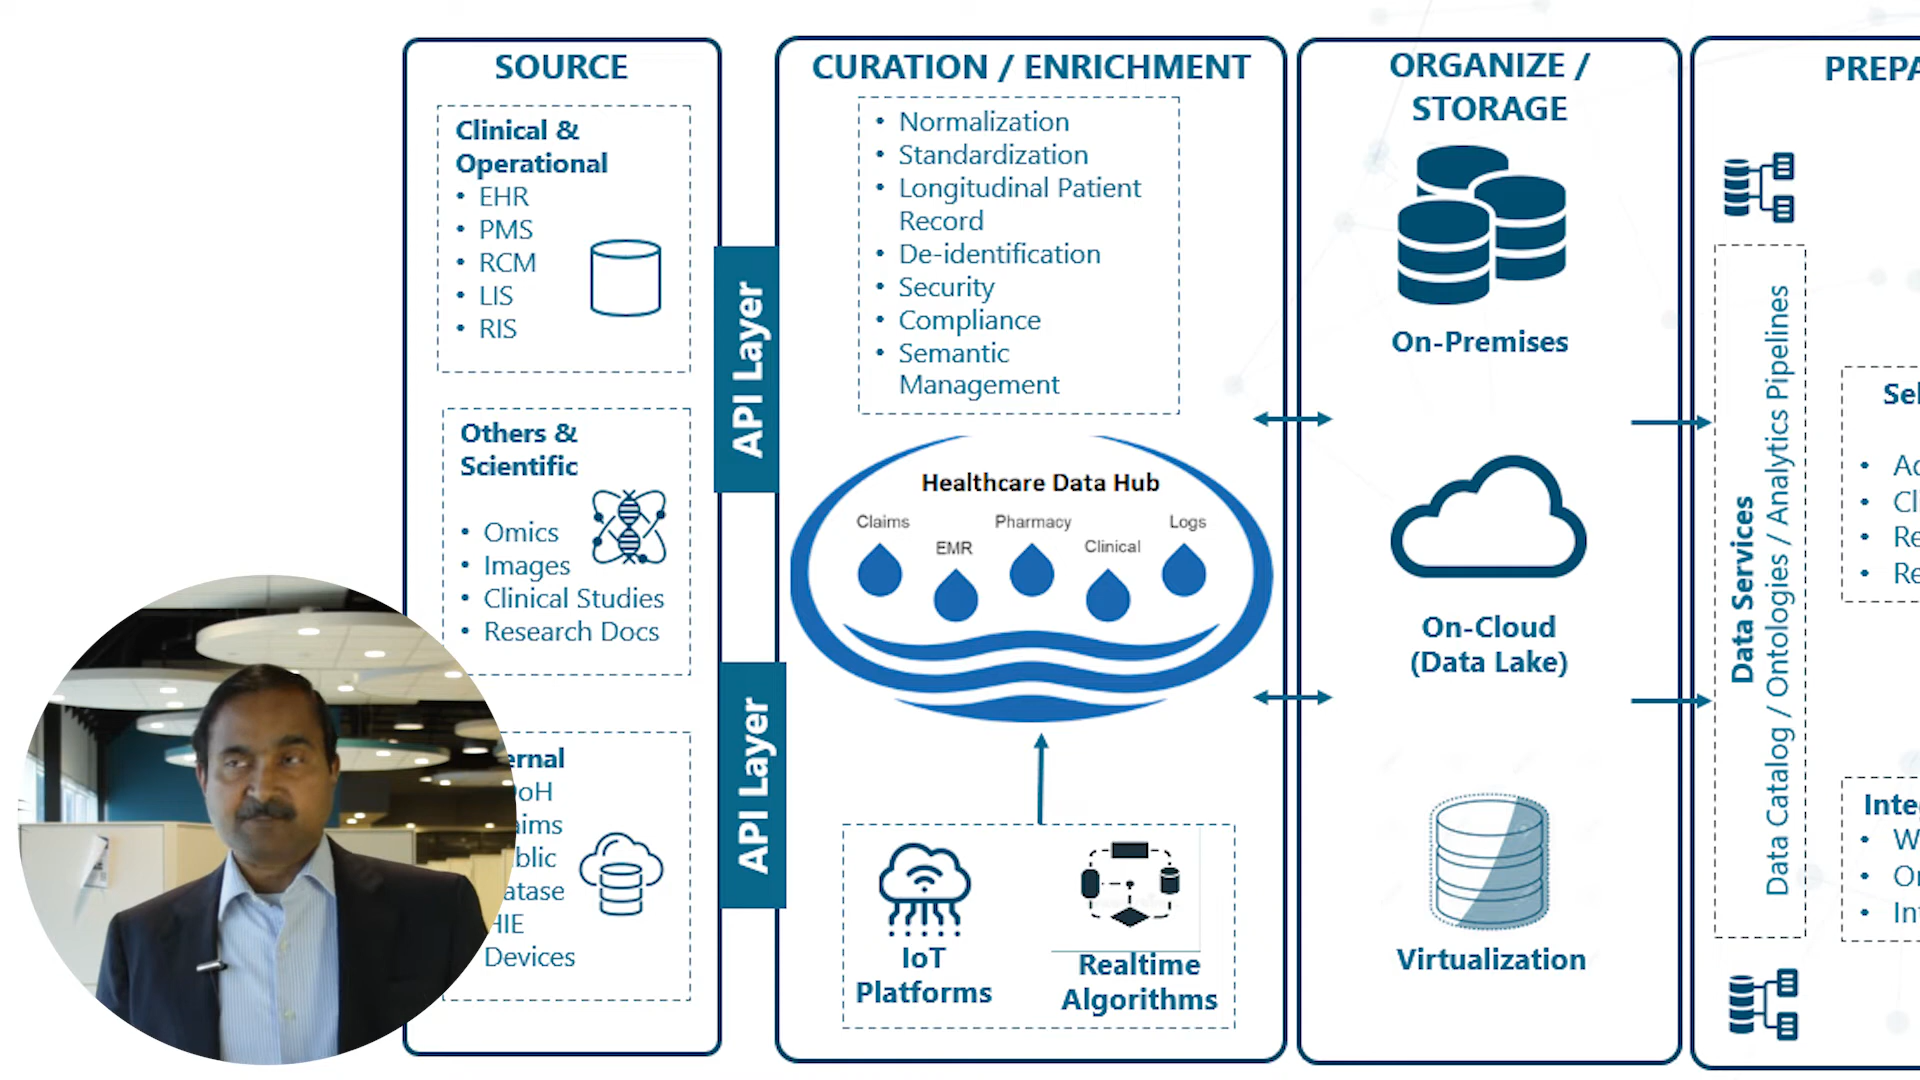 SOURCE
Clinical &
Operational
• EHR
• PMS
• RCM
• LIS
• RIS
Others &
Scientific
• Omics
• Images
• Clinical Studies
• Research Docs
HIE
Devices
API Layer
API Layer
CURATION / ENRICHMENT
• Normalization
• Standardization
• Longitudinal Patient
Record
• De-identification
• Security
• Compliance
• Semantic
Management
Healthcare Data Hub
Claims
EMR
Pharmacy
Clinical
Logs
IoT
Platforms
Realtime
Algorithms
ORGANIZE /
STORAGE
On-Premises
On-Cloud
(Data Lake)
Virtualization
Data Services
Data Catalog / Ontologies / Analytics Pipelines